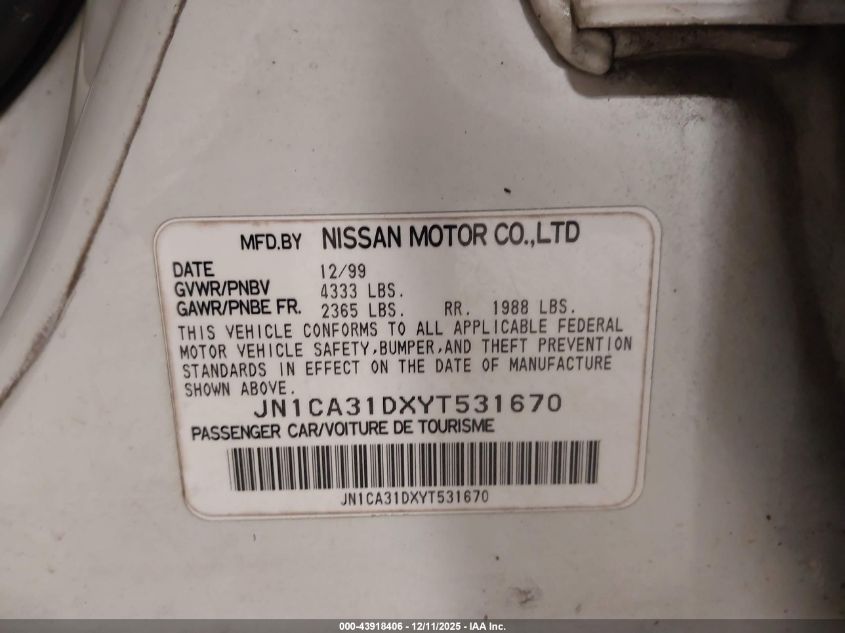 MFD.BY NISSAN MOTOR CO.,LTD
DATE 12/99
GVWR/PNBV 4333 LBS.
GAWR/PNBE FR. 2365 LBS. RR. 1988 LBS.
THIS VEHICLE CONFORMS TO ALL APPLICABLE FEDERAL
MOTOR VEHICLE SAFETY,BUMPER,AND THEFT PREVENTION
STANDARDS IN EFFECT ON THE DATE OF MANUFACTURE
SHOWN ABOVE.
JN1CA31DXYT531670
PASSENGER CAR/VOITURE DE TOURISME
JN1CA31DXYT531670
000-43918406 - 12/11/2025 - IAA Inc.